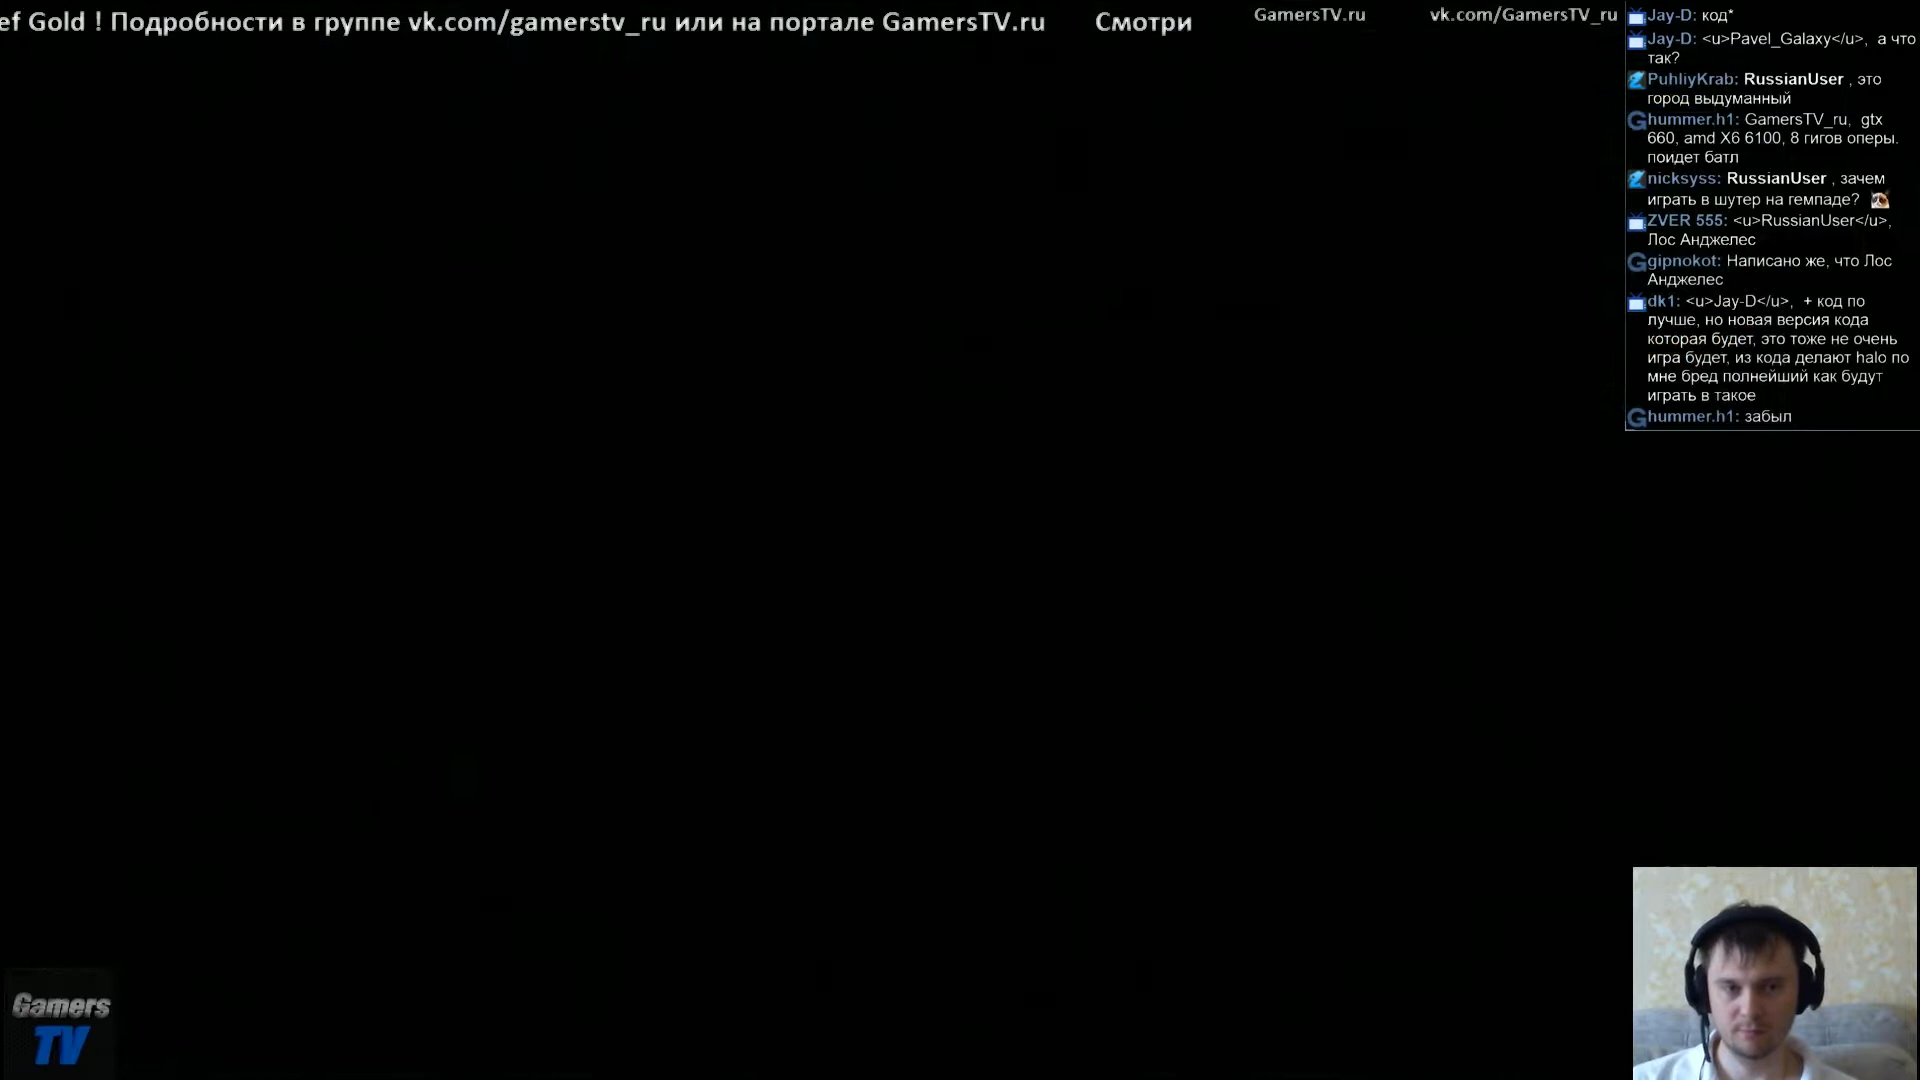 ef Gold ! Подробности в группе vk.com/gamerstv_ru или на портале GamersTV.ru Смотри
GamersTV.ru vk.com/GamersTV_ru
Jay-D: код*
Jay-D: <u>Pavel_Galaxy</u>, а что
так?
PuhliyKrab: RussianUser , это
город выдуманный
hummer.h1: GamersTV_ru, gtx
660, amd X6 6100, 8 гигов оперы.
поидет батл
nicksyss: RussianUser , зачем
играть в шутер на гемпаде?
ZVER 555: <u>RussianUser</u>,
Лос Анджелес
gipnokot: Написано же, что Лос
Анджелес
dk1: <u>Jay-D</u>, + код по
лучше, но новая версия кода
которая будет, это тоже не очень
игра будет, из кода делают halo по
мне бред полнейший как будут
играть в такое
hummer.h1: забыл
Gamers
TV